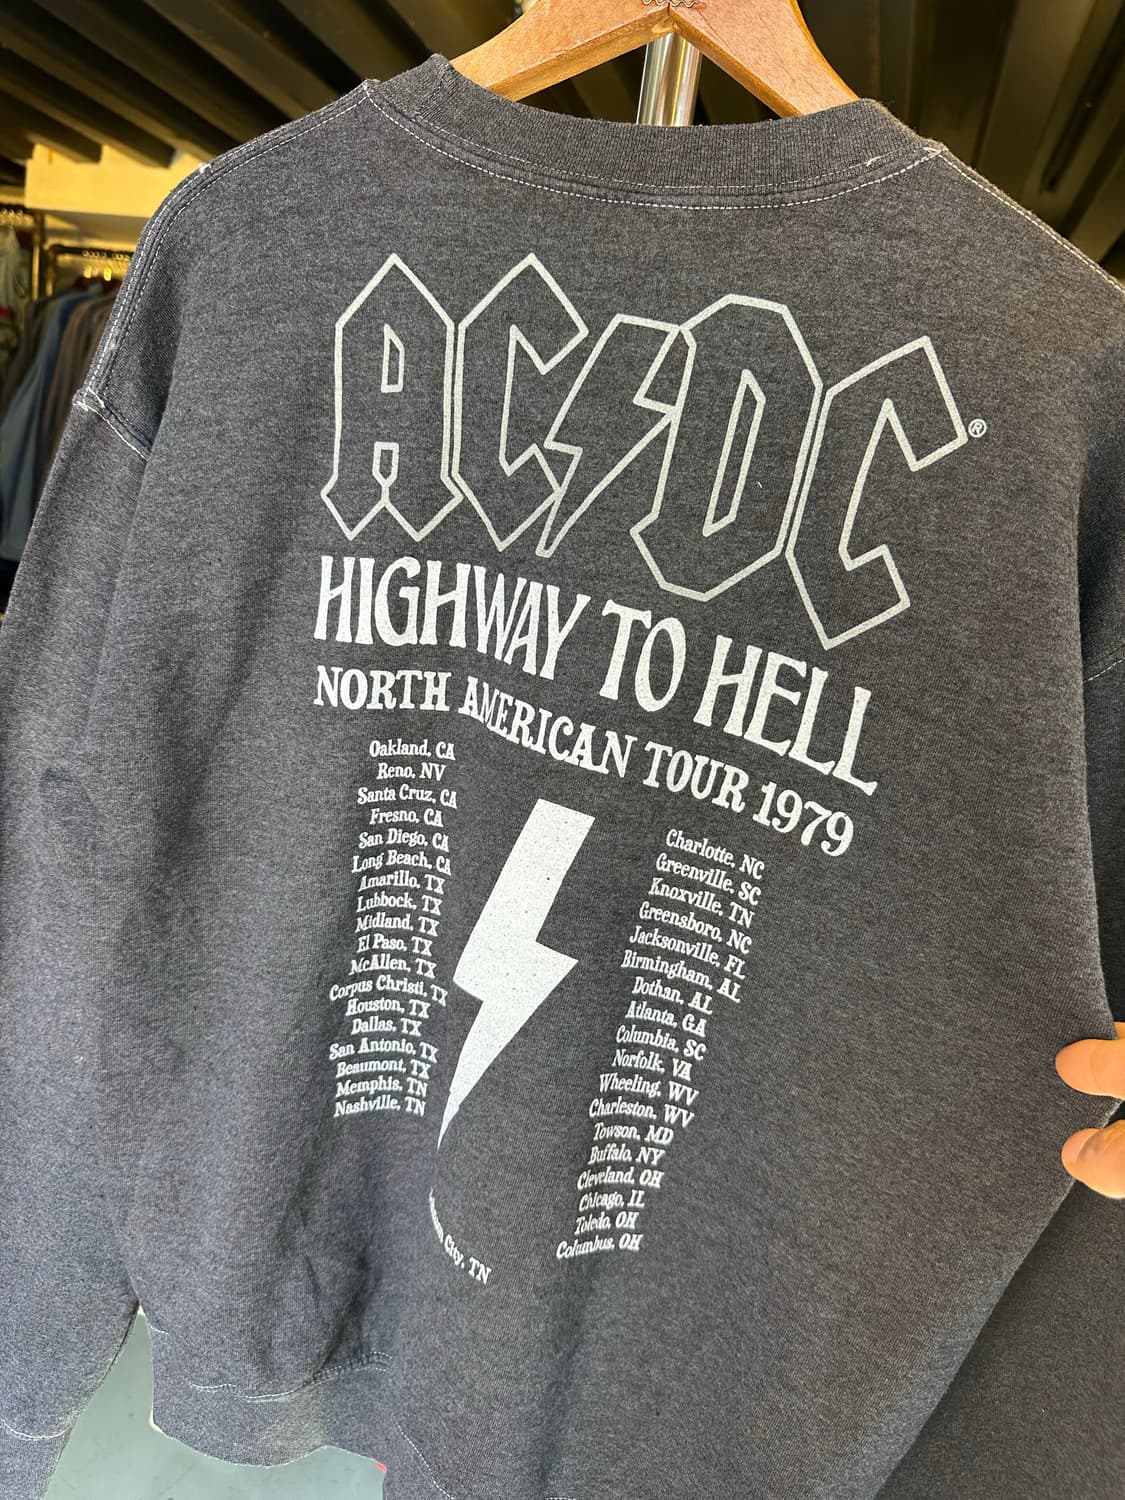 AC/DC®
HIGHWAY TO HELL
NORTH AMERICAN TOUR 1979
Oakland, CA
Reno, NV
Santa Cruz, CA
Fresno, CA
San Diego, CA
Long Beach, CA
Amarillo, TX
Lubbock, TX
Midland, TX
El Paso, TX
McAllen, TX
Corpus Christi, TX
Houston, TX
Dallas, TX
San Antonio, TX
Beaumont, TX
Memphis, TN
Nashville, TN
City, TN
Charlotte, NC
Greenville, SC
Knoxville, TN
Greensboro, NC
Jacksonville, FL
Birmingham, AL
Dothan, AL
Atlanta, GA
Columbia, SC
Norfolk, VA
Wheeling, WV
Charleston, WV
Towson, MD
Buffalo, NY
Cleveland, OH
Chicago, IL
Toledo, OH
Columbus, OH